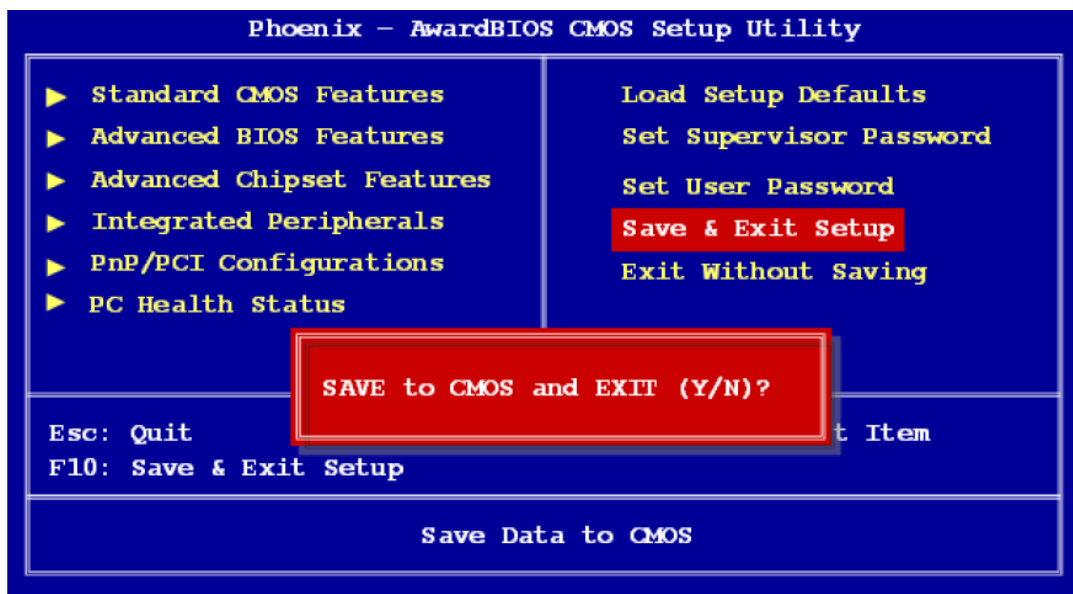 Phoenix — AwardBIOS CMOS Setup Utility
▶ Standard CMOS Features
▶ Advanced BIOS Features
▶ Advanced Chipset Features
▶ Integrated Peripherals
▶ PnP/PCI Configurations
▶ PC Health Status
Load Setup Defaults
Set Supervisor Password
Set User Password
Save & Exit Setup
Exit Without Saving
SAVE to CMOS and EXIT (Y/N)?
Esc: Quit
Item
F10: Save & Exit Setup
Save Data to CMOS